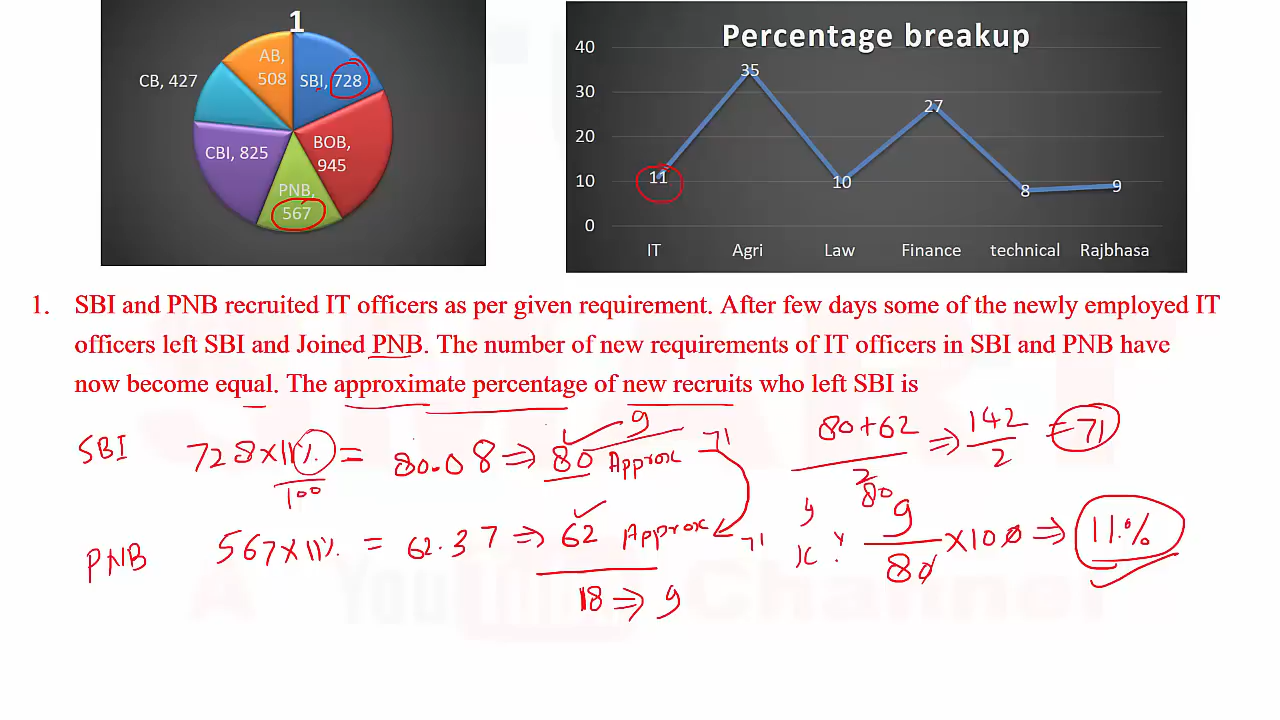 1
AB,
508
SBI, 728
CB, 427
CBI, 825
BOB,
945
PNB,
567
Percentage breakup
40
30
20
10
0
35
27
11
10
8
9
IT Agri Law Finance technical Rajbhasa
1. SBI and PNB recruited IT officers as per given requirement. After few days some of the newly employed IT
officers left SBI and Joined PNB. The number of new requirements of IT officers in SBI and PNB have
now become equal. The approximate percentage of new recruits who left SBI is
SBI 728×11% = 80.08 ⇒ 80 Approx
100
9
71
80+62 ⇒ 142 = 71
2 2
PNB 567×11% = 62.37 ⇒ 62 Approx
71
18 ⇒ 9
80
9 ×100 ⇒ 11%
80